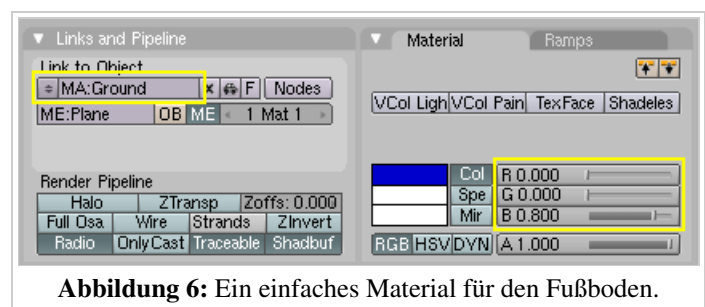 Links and Pipeline
Link to Object
MA:Ground F Nodes
ME:Plane OB ME 1 Mat 1
Render Pipeline
Halo ZTransp Zoffs: 0.000
Full Osa Wire Strands ZInvert
Radio OnlyCast Traceable Shadbuf
Material Ramps
VCol Ligh VCol Pain TexFace Shadeles
Col R 0.000
Spe G 0.000
Mir B 0.800
RGB HSV DYN A 1.000
Abbildung 6: Ein einfaches Material für den Fußboden.